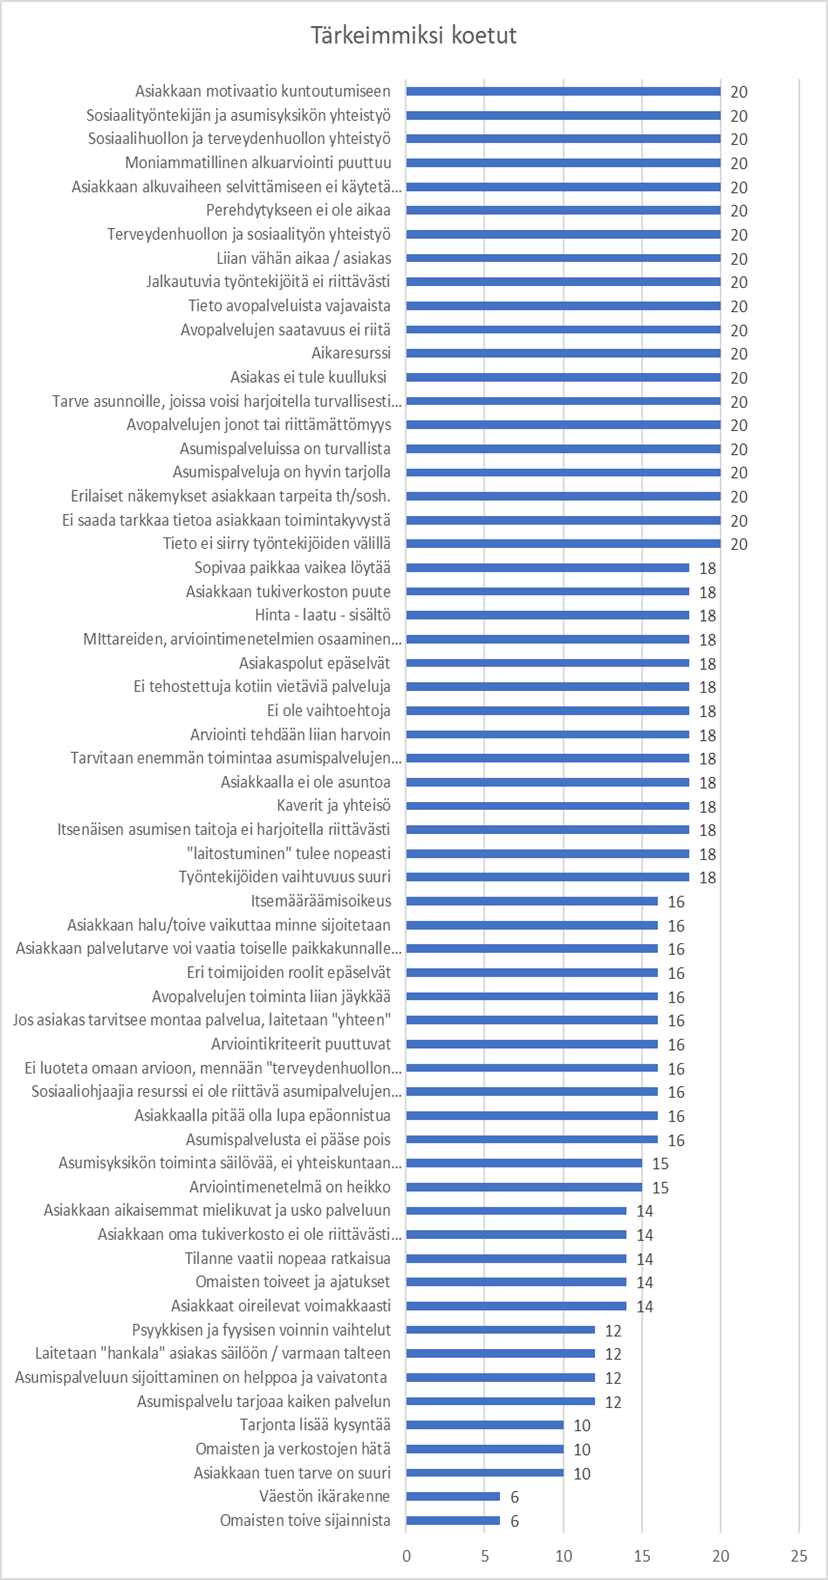 Tärkeimmiksi koetut
Asiakkaan motivaatio kuntoutumiseen 20
Sosiaalityöntekijän ja asumisyksikön yhteistyö 20
Sosiaalihuollon ja terveydenhuollon yhteistyö 20
Moniammatillinen alkuarviointi puuttuu 20
Asiakkaan alkuvaiheen selvittämiseen ei käytetä... 20
Perehdytykseen ei ole aikaa 20
Terveydenhuollon ja sosiaalityön yhteistyö 20
Liian vähän aikaa / asiakas 20
Jalkautuvia työntekijöitä ei riittävästi 20
Tieto avopalveluista vajavaista 20
Avopalvelujen saatavuus ei riitä 20
Aikaresurssi 20
Asiakas ei tule kuulluksi 20
Tarve asunnoille, joissa voisi harjoitella turvallisesti... 20
Avopalvelujen jonot tai riittämättömyys 20
Asumispalveluissa on turvallista 20
Asumispalveluja on hyvin tarjolla 20
Erilaiset näkemykset asiakkaan tarpeita th/sosh. 20
Ei saada tarkkaa tietoa asiakkaan toimintakyvystä 20
Tieto ei siirry työntekijöiden välillä 20
Sopivaa paikkaa vaikea löytää 18
Asiakkaan tukiverkoston puute 18
Hinta - laatu - sisältö 18
MIttareiden, arviointimenetelmien osaaminen... 18
Asiakaspolut epäselvät 18
Ei tehostettuja kotiin vietäviä palveluja 18
Ei ole vaihtoehtoja 18
Arviointi tehdään liian harvoin 18
Tarvitaan enemmän toimintaa asumispalvelujen... 18
Asiakkaalla ei ole asuntoa 18
Kaverit ja yhteisö 18
Itsenäisen asumisen taitoja ei harjoitella riittävästi 18
"laitostuminen" tulee nopeasti 18
Työntekijöiden vaihtuvuus suuri 18
Itsemääräämisoikeus 16
Asiakkaan halu/toive vaikuttaa minne sijoitetaan 16
Asiakkaan palvelutarve voi vaatia toiselle paikkakunnalle... 16
Eri toimijoiden roolit epäselvät 16
Avopalvelujen toiminta liian jäykkää 16
Jos asiakas tarvitsee montaa palvelua, laitetaan "yhteen" 16
Arviointikriteerit puuttuvat 16
Ei luoteta omaan arvioon, mennään "terveydenhuollon... 16
Sosiaaliohjaajia resurssi ei ole riittävä asumipalvelujen... 16
Asiakkaalla pitää olla lupa epäonnistua 16
Asumispalvelusta ei pääse pois 16
Asumisyksikön toiminta säilövää, ei yhteiskuntaan... 15
Arviointimenetelmä on heikko 15
Asiakkaan aikaisemmat mielikuvat ja usko palveluun 14
Asiakkaan oma tukiverkosto ei ole riittävästi... 14
Tilanne vaatii nopeaa ratkaisua 14
Omaisten toiveet ja ajatukset 14
Asiakkaat oireilevat voimakkaasti 14
Psyykkisen ja fyysisen voinnin vaihtelut 12
Laitetaan "hankala" asiakas säilöön / varmaan talteen 12
Asumispalveluun sijoittaminen on helppoa ja vaivatonta 12
Asumispalvelu tarjoaa kaiken palvelun 12
Tarjonta lisää kysyntää 10
Omaisten ja verkostojen hätä 10
Asiakkaan tuen tarve on suuri 10
Väestön ikärakenne 6
Omaisten toive sijainnista 6
0 5 10 15 20 25